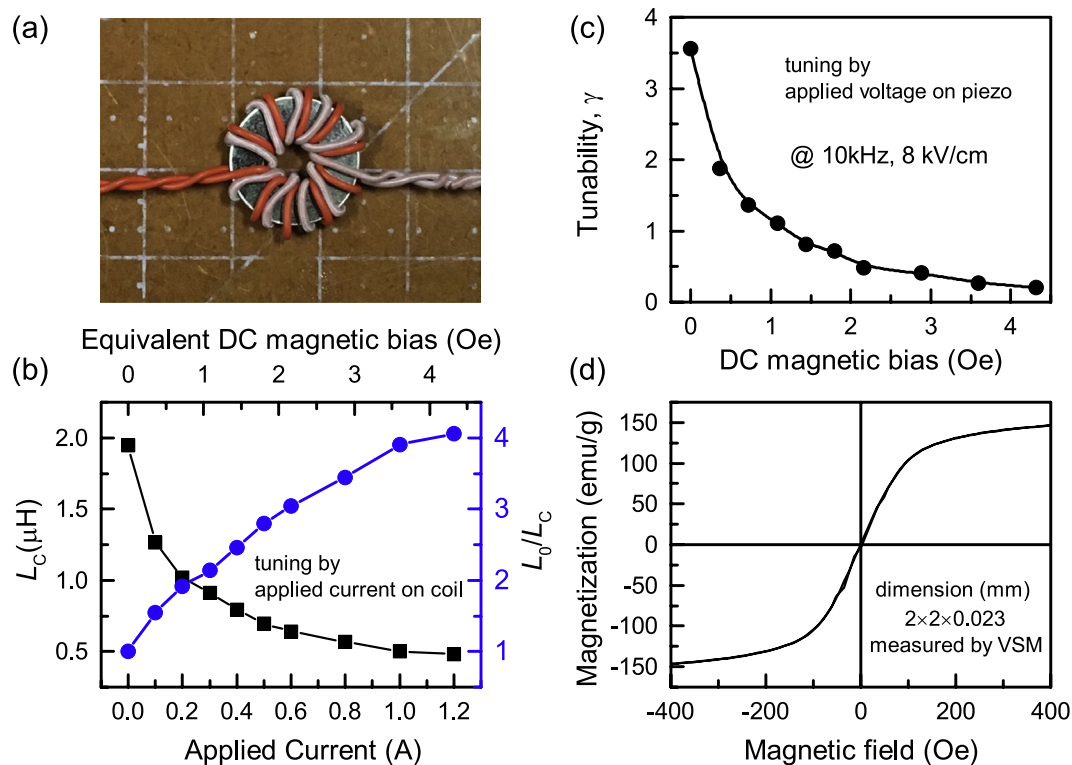 (a)
(c)
Tunability, γ
4
3
2
1
0
tuning by
applied voltage on piezo
@ 10kHz, 8 kV/cm
0 1 2 3 4
DC magnetic bias (Oe)
Equivalent DC magnetic bias (Oe)
(b)
0 1 2 3 4
L_C(μH)
2.0
1.5
1.0
0.5
tuning by
applied current on coil
4
3
2
1
L_0/L_C
0.0 0.2 0.4 0.6 0.8 1.0 1.2
Applied Current (A)
(d)
Magnetization (emu/g)
150
100
50
0
-50
-100
-150
dimension (mm)
2×2×0.023
measured by VSM
-400 -200 0 200 400
Magnetic field (Oe)